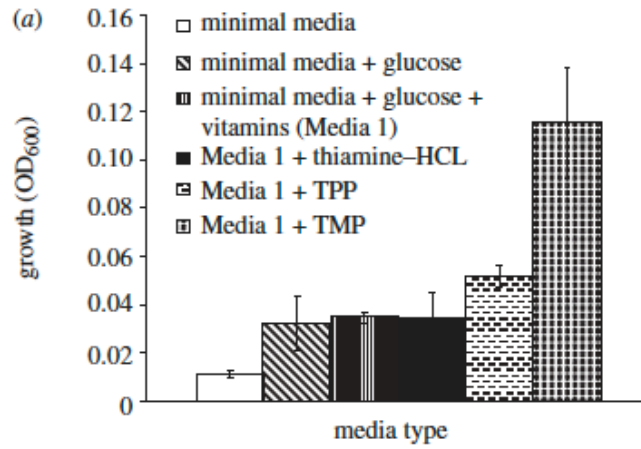 (a)
0.16
0.14
0.12
0.10
0.08
0.06
0.04
0.02
0
growth (OD600)
minimal media
minimal media + glucose
minimal media + glucose +
vitamins (Media 1)
Media 1 + thiamine–HCL
Media 1 + TPP
Media 1 + TMP
media type